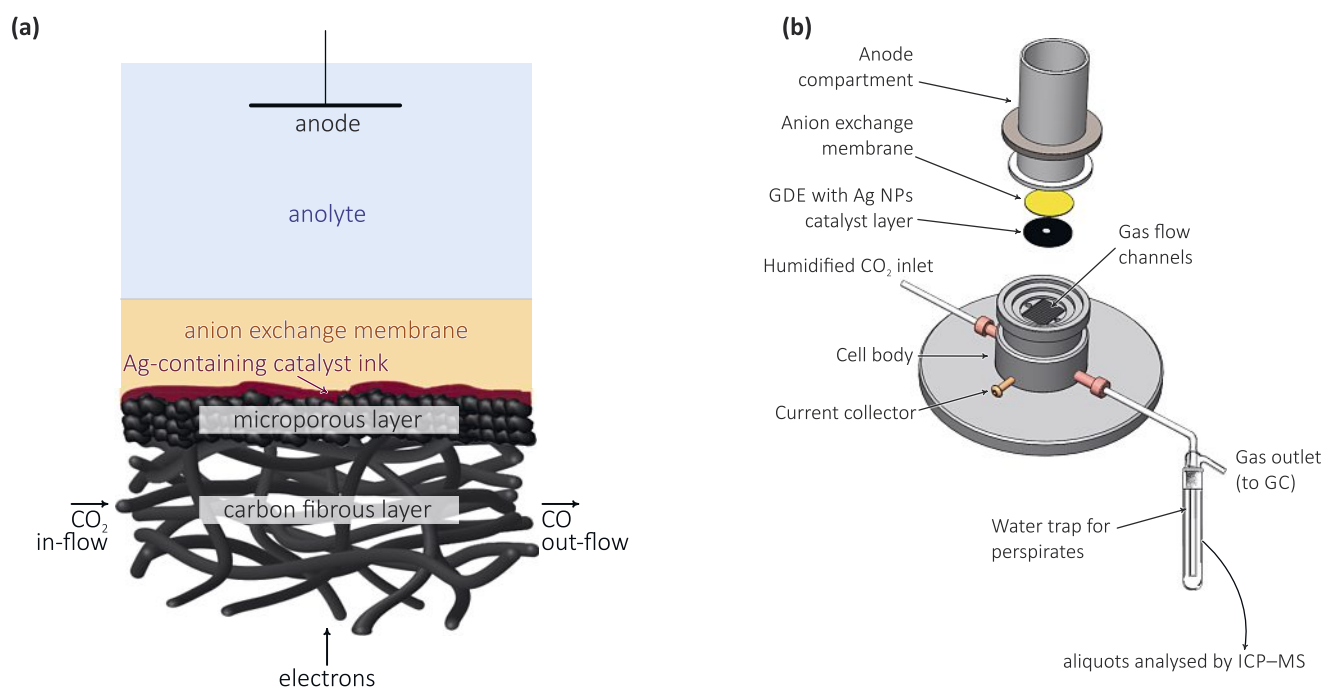 (a)
anode
anolyte
anion exchange membrane
Ag-containing catalyst ink
microporous layer
carbon fibrous layer
CO₂
in-flow
CO
out-flow
electrons
(b)
Anode
compartment
Anion exchange
membrane
GDE with Ag NPs
catalyst layer
Gas flow
channels
Humidified CO₂ inlet
Cell body
Current collector
Gas outlet
(to GC)
Water trap for
perspirates
aliquots analysed by ICP–MS